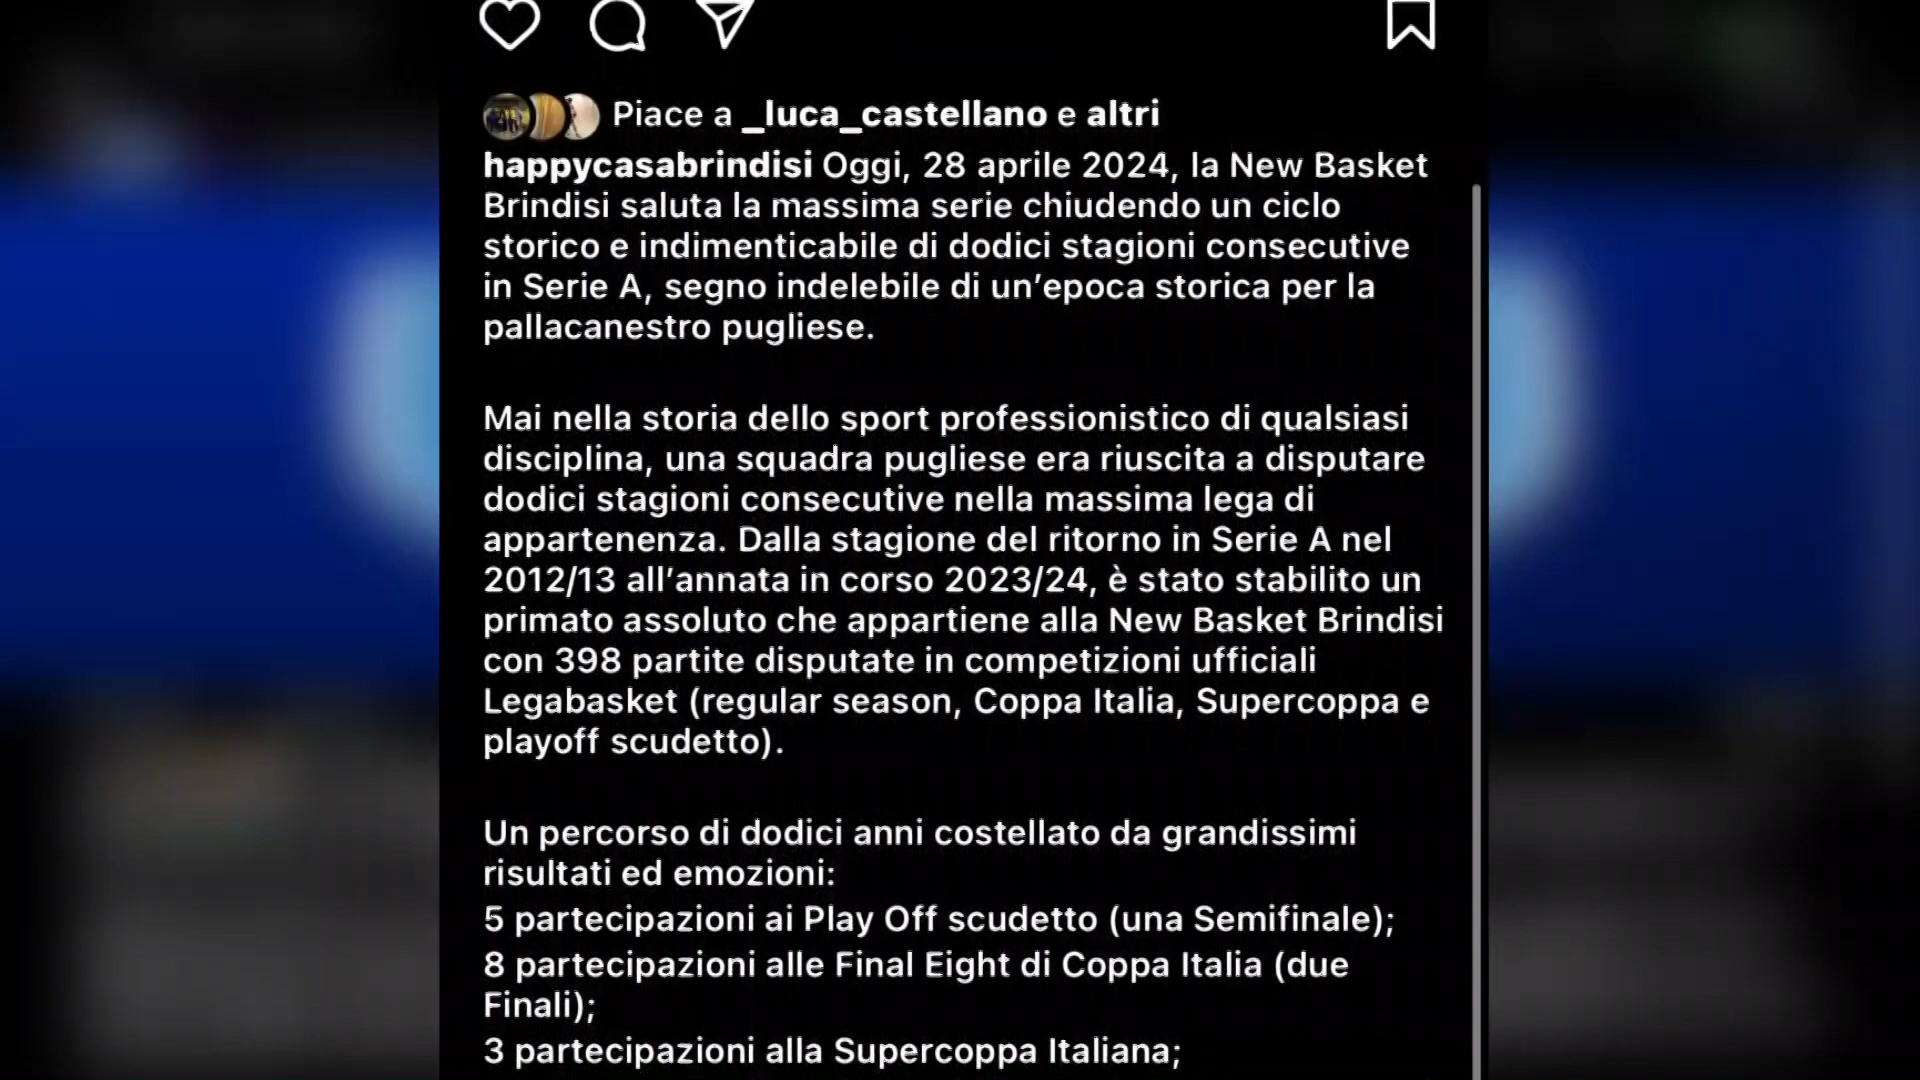 Piace a _luca_castellano e altri
happycasabrindisi Oggi, 28 aprile 2024, la New Basket
Brindisi saluta la massima serie chiudendo un ciclo
storico e indimenticabile di dodici stagioni consecutive
in Serie A, segno indelebile di un’epoca storica per la
pallacanestro pugliese.
Mai nella storia dello sport professionistico di qualsiasi
disciplina, una squadra pugliese era riuscita a disputare
dodici stagioni consecutive nella massima lega di
appartenenza. Dalla stagione del ritorno in Serie A nel
2012/13 all’annata in corso 2023/24, è stato stabilito un
primato assoluto che appartiene alla New Basket Brindisi
con 398 partite disputate in competizioni ufficiali
Legabasket (regular season, Coppa Italia, Supercoppa e
playoff scudetto).
Un percorso di dodici anni costellato da grandissimi
risultati ed emozioni:
5 partecipazioni ai Play Off scudetto (una Semifinale);
8 partecipazioni alle Final Eight di Coppa Italia (due
Finali);
3 partecipazioni alla Supercoppa Italiana;